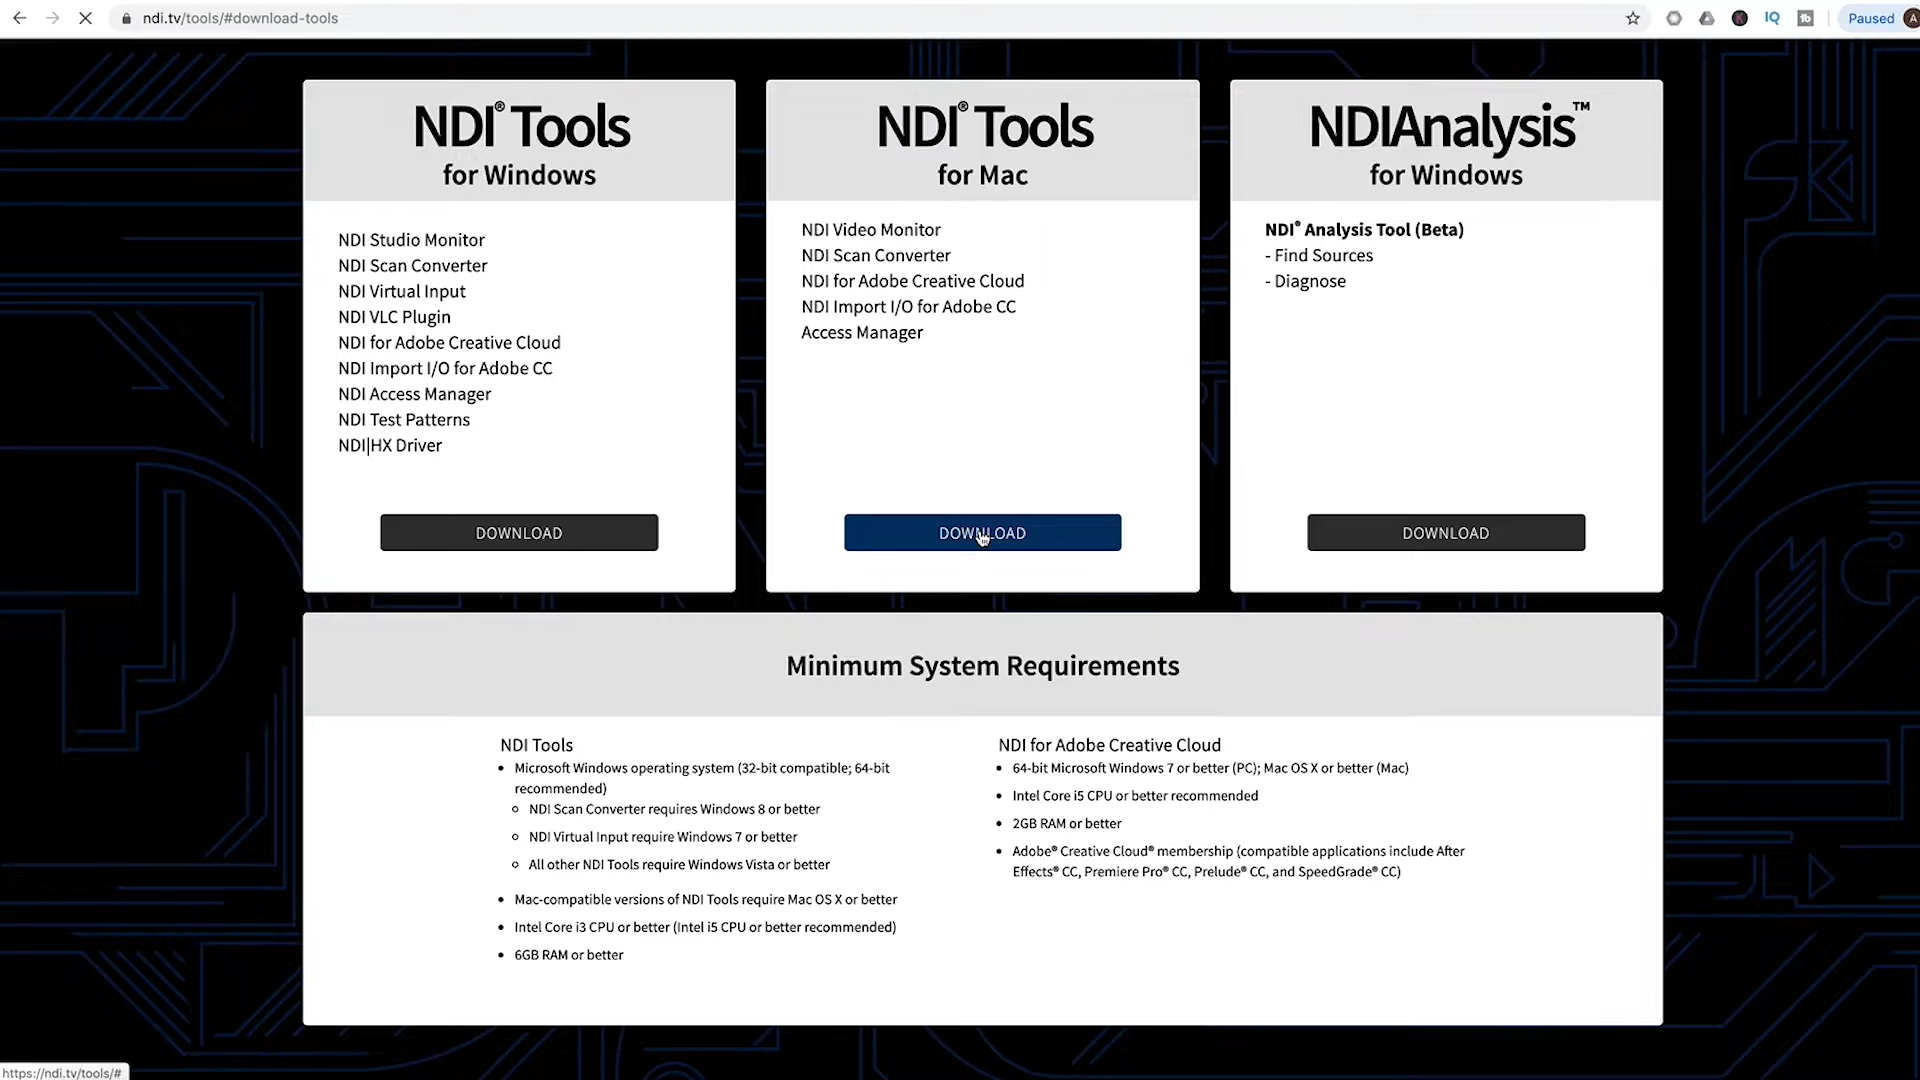 ndi.tv/tools/#download-tools
IQ
Paused
A
NDI® Tools
for Windows
NDI Studio Monitor
NDI Scan Converter
NDI Virtual Input
NDI VLC Plugin
NDI for Adobe Creative Cloud
NDI Import I/O for Adobe CC
NDI Access Manager
NDI Test Patterns
NDI|HX Driver
DOWNLOAD
NDI® Tools
for Mac
NDI Video Monitor
NDI Scan Converter
NDI for Adobe Creative Cloud
NDI Import I/O for Adobe CC
Access Manager
DOWNLOAD
NDIAnalysis™
for Windows
NDI® Analysis Tool (Beta)
- Find Sources
- Diagnose
DOWNLOAD
Minimum System Requirements
NDI Tools
Microsoft Windows operating system (32-bit compatible; 64-bit
recommended)
NDI Scan Converter requires Windows 8 or better
NDI Virtual Input require Windows 7 or better
All other NDI Tools require Windows Vista or better
Mac-compatible versions of NDI Tools require Mac OS X or better
Intel Core i3 CPU or better (Intel i5 CPU or better recommended)
6GB RAM or better
NDI for Adobe Creative Cloud
64-bit Microsoft Windows 7 or better (PC); Mac OS X or better (Mac)
Intel Core i5 CPU or better recommended
2GB RAM or better
Adobe® Creative Cloud® membership (compatible applications include After
Effects® CC, Premiere Pro® CC, Prelude® CC, and SpeedGrade® CC)
https://ndi.tv/tools/#